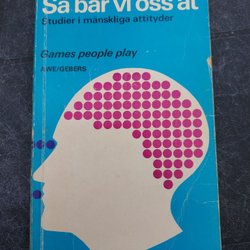 Så bär vi oss åt
Studier i mänskliga attityder
Games people play
AWE/GEBERS